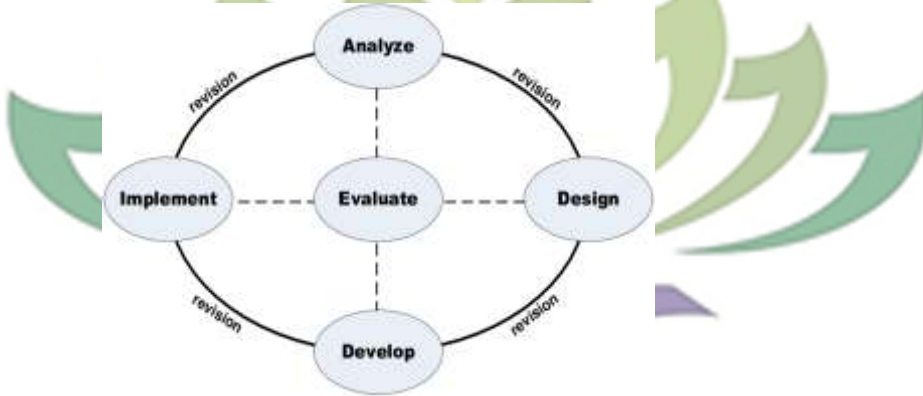 Analyze
revision
revision
Implement
Evaluate
Design
revision
revision
Develop